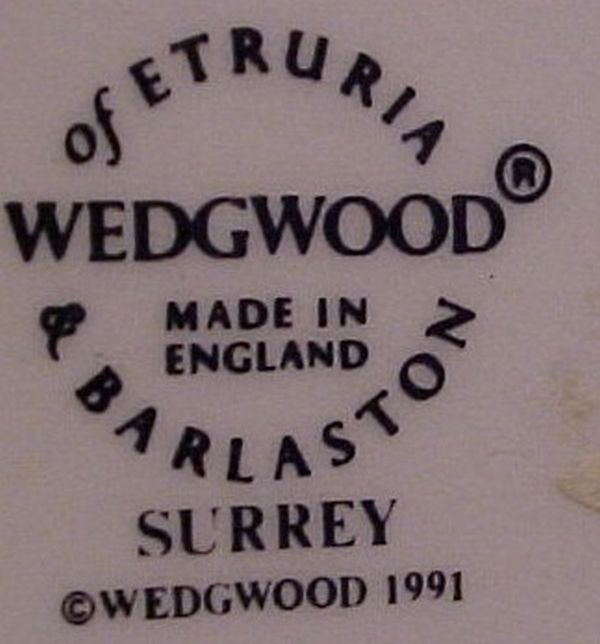 of ETRURIA
WEDGWOOD®
MADE IN
ENGLAND
& BARLASTON
SURREY
©WEDGWOOD 1991